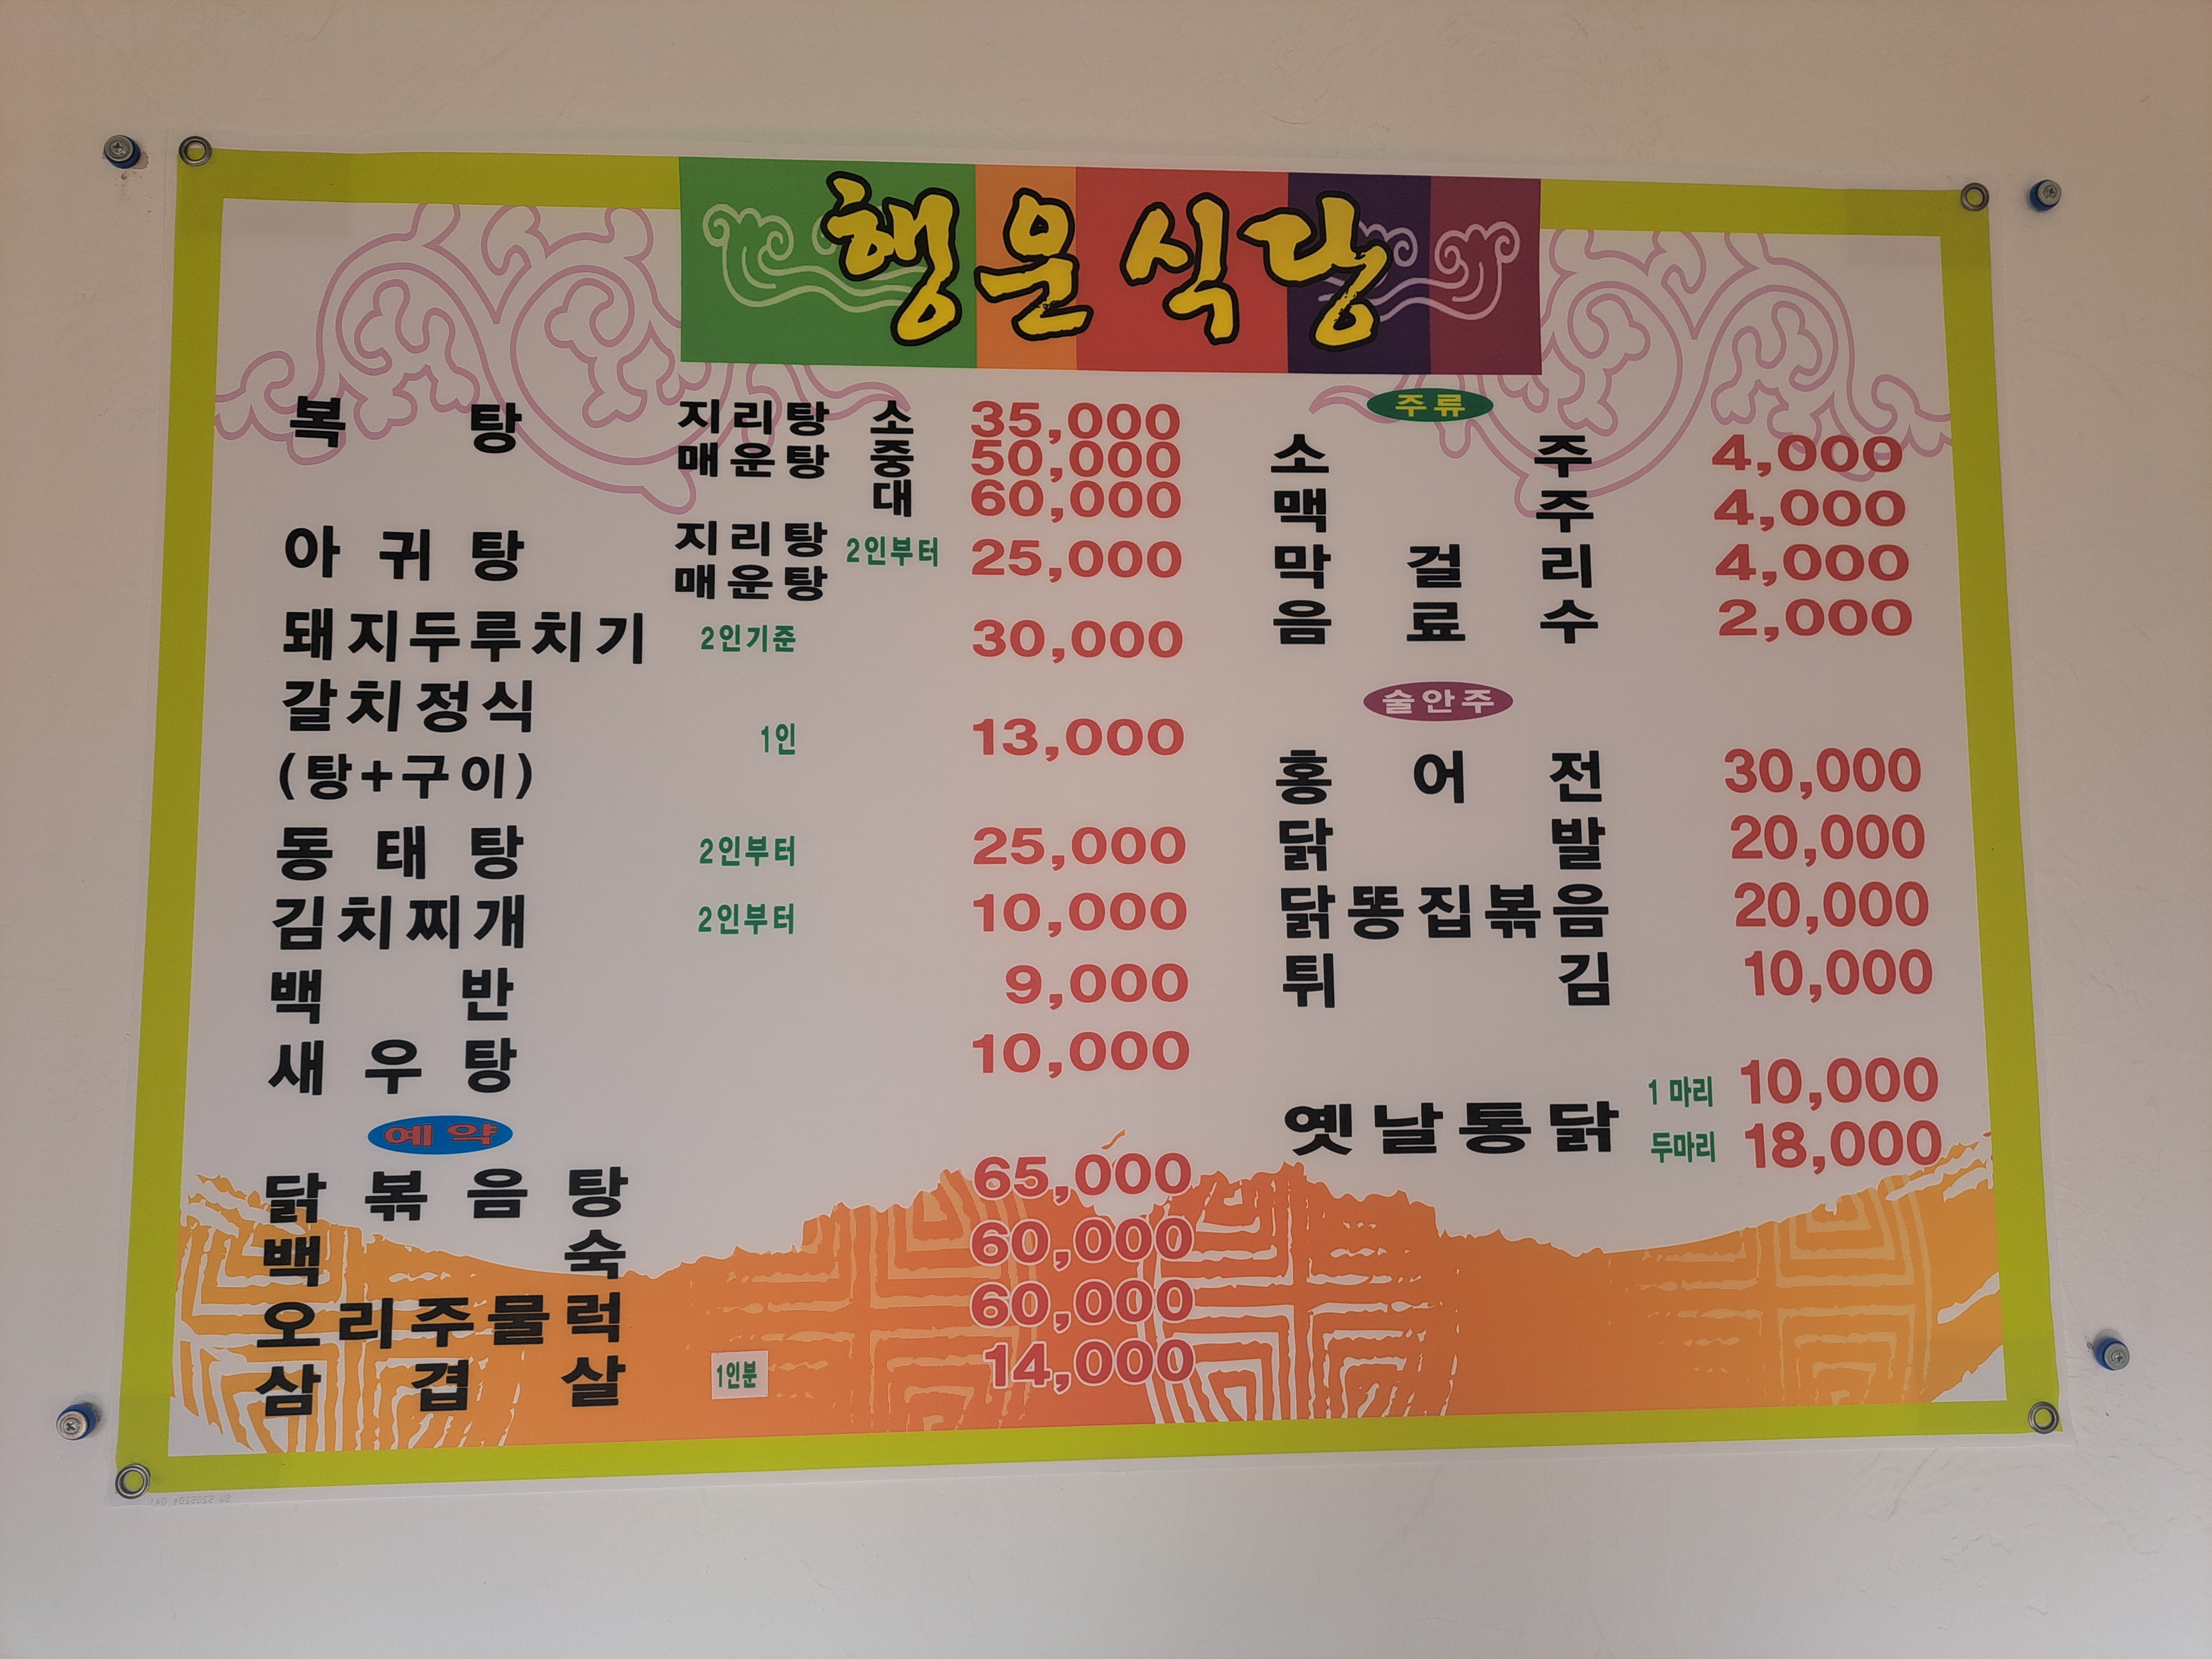 행운식당
복탕 지리탕 소 35,000
매운탕 중 50,000
대 60,000
아귀탕 지리탕 2인부터 25,000
매운탕
돼지두루치기 2인기준 30,000
갈치정식
(탕+구이) 1인 13,000
동태탕 2인부터 25,000
김치찌개 2인부터 10,000
백반 9,000
새우탕 10,000
예약
닭볶음탕 65,000
백숙 60,000
오리주물럭 60,000
삼겹살 1인분 14,000
주류
소주 4,000
맥주 4,000
막걸리 4,000
음료수 2,000
술안주
홍어전 30,000
닭발 20,000
닭똥집볶음 20,000
튀김 10,000
옛날통닭 1 마리 10,000
두마리 18,000